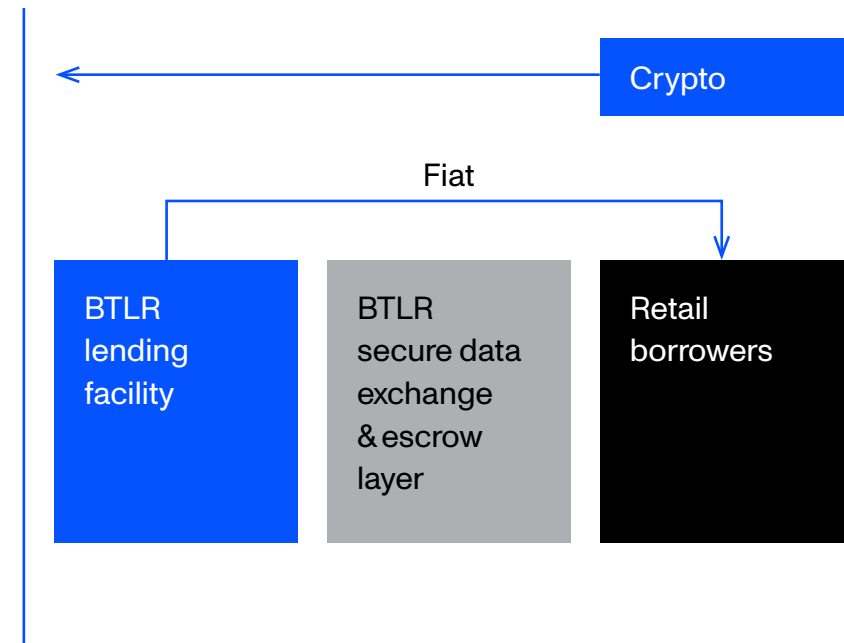 Crypto
Fiat
BTLR
lending
facility
BTLR
secure data
exchange
& escrow
layer
Retail
borrowers